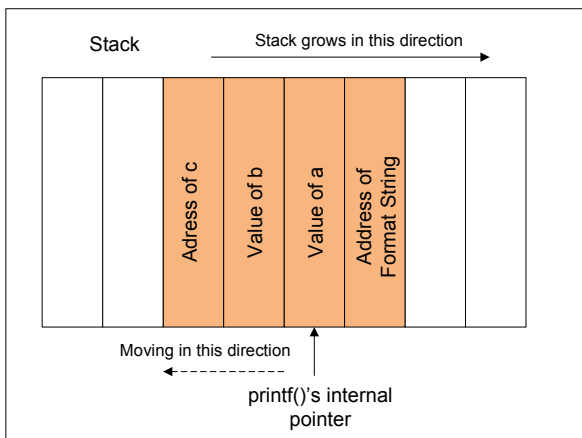 Stack
Stack grows in this direction
Adress of c
Value of b
Value of a
Address of
Format String
Moving in this direction
printf()'s internal
pointer